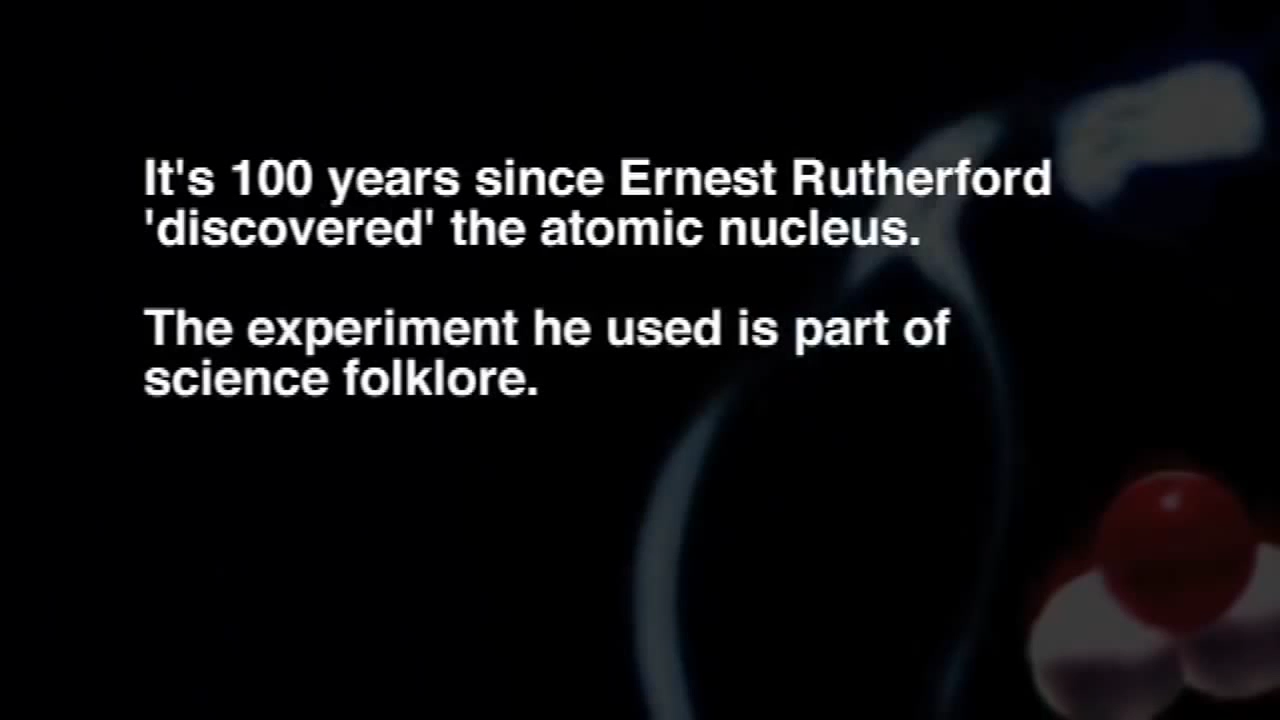 It's 100 years since Ernest Rutherford
'discovered' the atomic nucleus.
The experiment he used is part of
science folklore.